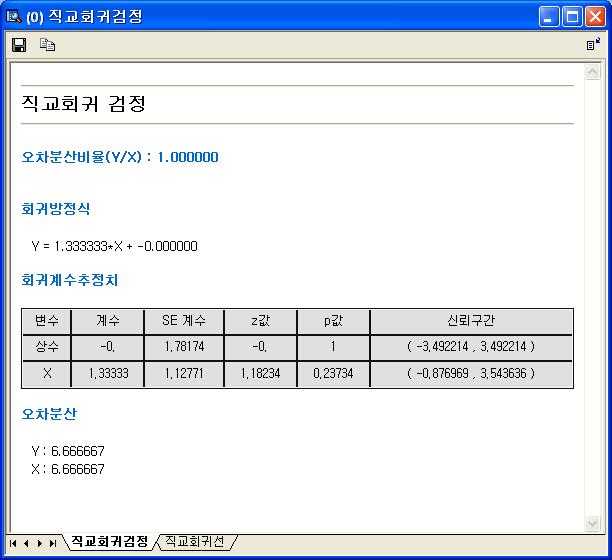 (0) 직교회귀검정
직교회귀 검정
오차분산비율(Y/X) : 1.000000
회귀방정식
Y = 1.333333*X + -0.000000
회귀계수추정치
변수 계수 SE 계수 z값 p값 신뢰구간
상수 -0. 1.78174 -0. 1 ( -3.492214 , 3.492214 )
X 1.33333 1.12771 1.18234 0.23734 ( -0.876969 , 3.543636 )
오차분산
Y : 6.666667
X : 6.666667
직교회귀검정 직교회귀선